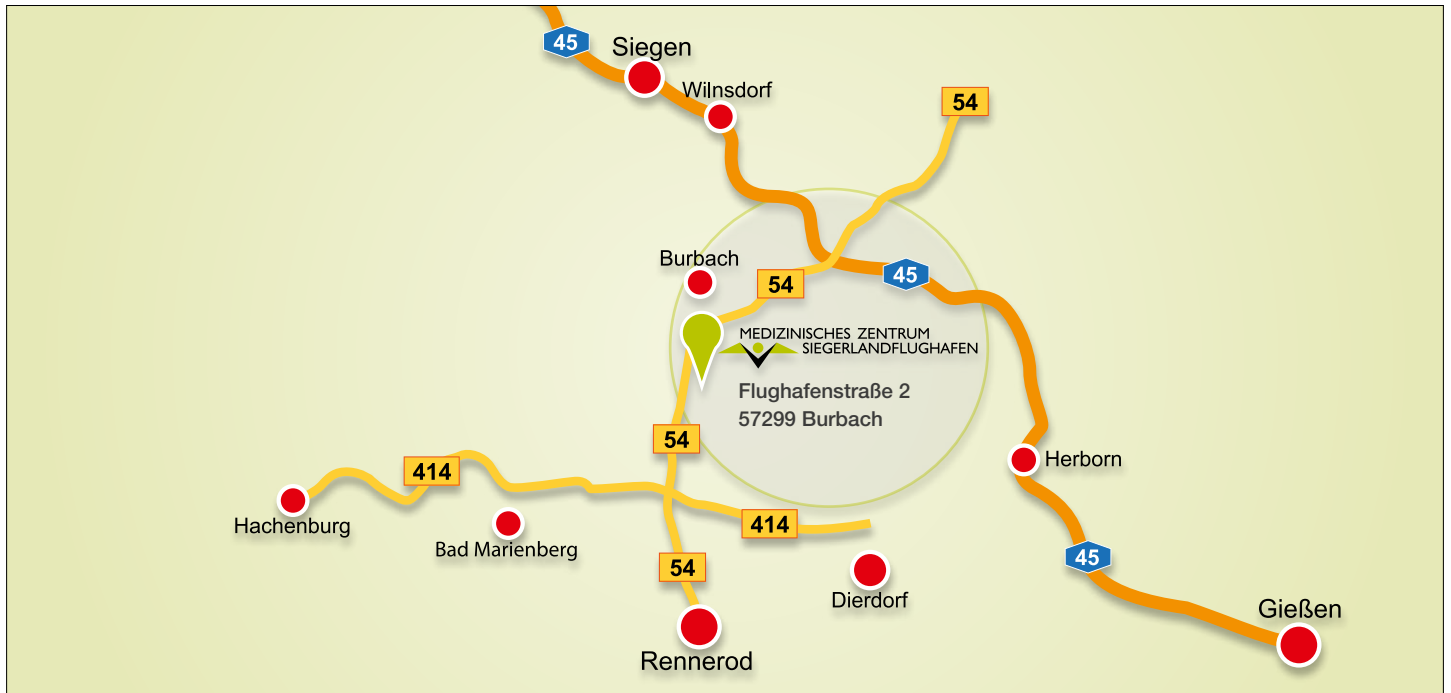 45
Siegen
Wilnsdorf
54
Burbach
54
45
MEDIZINISCHES ZENTRUM
SIEGERLANDFLUGHAFEN
Flughafenstraße 2
57299 Burbach
54
Herborn
414
Hachenburg
Bad Marienberg
414
45
54
Dierdorf
Gießen
Rennerod